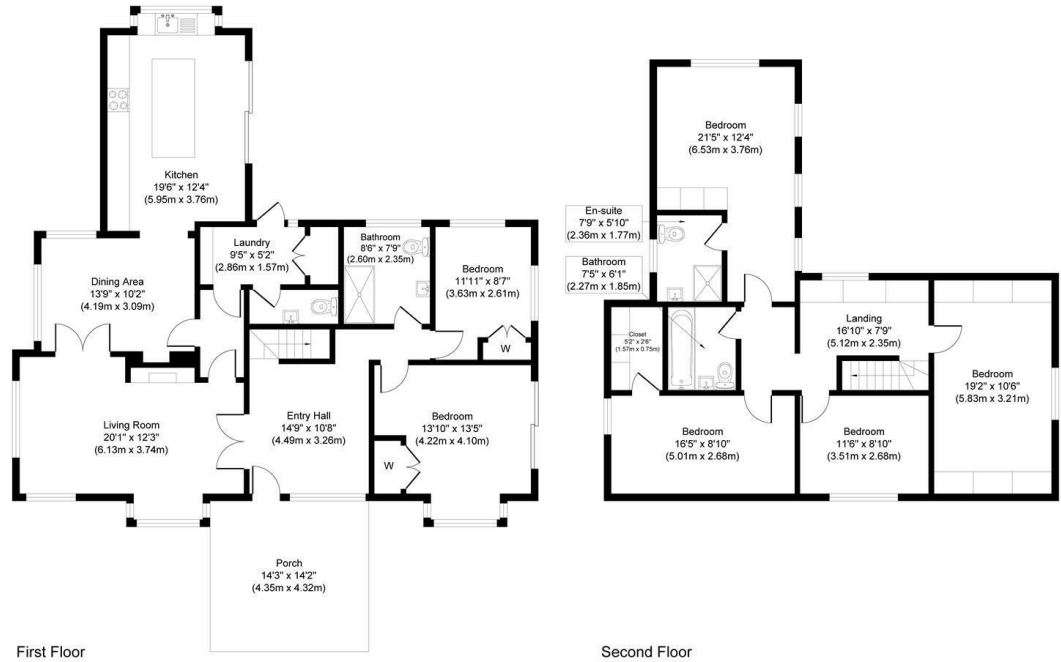 Kitchen
19'6" x 12'4"
(5.95m x 3.76m)
Laundry
9'5" x 5'2"
(2.86m x 1.57m)
Bathroom
8'6" x 7'9"
(2.60m x 2.35m)
Bedroom
11'11" x 8'7"
(3.63m x 2.61m)
Dining Area
13'9" x 10'2"
(4.19m x 3.09m)
W
Living Room
20'1" x 12'3"
(6.13m x 3.74m)
Entry Hall
14'9" x 10'8"
(4.49m x 3.26m)
Bedroom
13'10" x 13'5"
(4.22m x 4.10m)
W
Porch
14'3" x 14'2"
(4.35m x 4.32m)
First Floor
Bedroom
21'5" x 12'4"
(6.53m x 3.76m)
En-suite
7'9" x 5'10"
(2.36m x 1.77m)
Bathroom
7'5" x 6'1"
(2.27m x 1.85m)
Closet
5'2" x 2'6"
(1.57m x 0.75m)
Landing
16'10" x 7'9"
(5.12m x 2.35m)
Bedroom
19'2" x 10'6"
(5.83m x 3.21m)
Bedroom
16'5" x 8'10"
(5.01m x 2.68m)
Bedroom
11'6" x 8'10"
(3.51m x 2.68m)
Second Floor